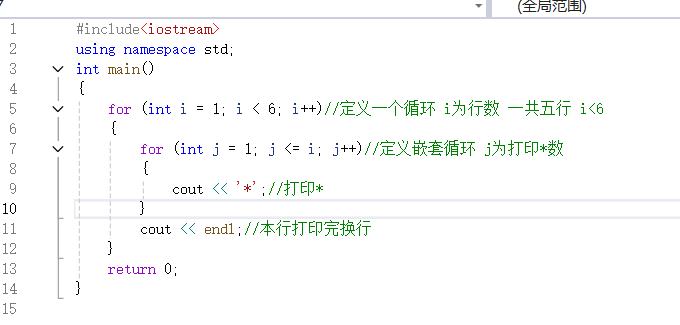 (全局范围)
1 #include<iostream>
2 using namespace std;
3 int main()
4 {
5 for (int i = 1; i < 6; i++)//定义一个循环 i为行数 一共五行 i<6
6 {
7 for (int j = 1; j <= i; j++)//定义嵌套循环 j为打印*数
8 {
9 cout << '*';//打印*
10 }
11 cout << endl;//本行打印完换行
12 }
13 return 0;
14 }
15